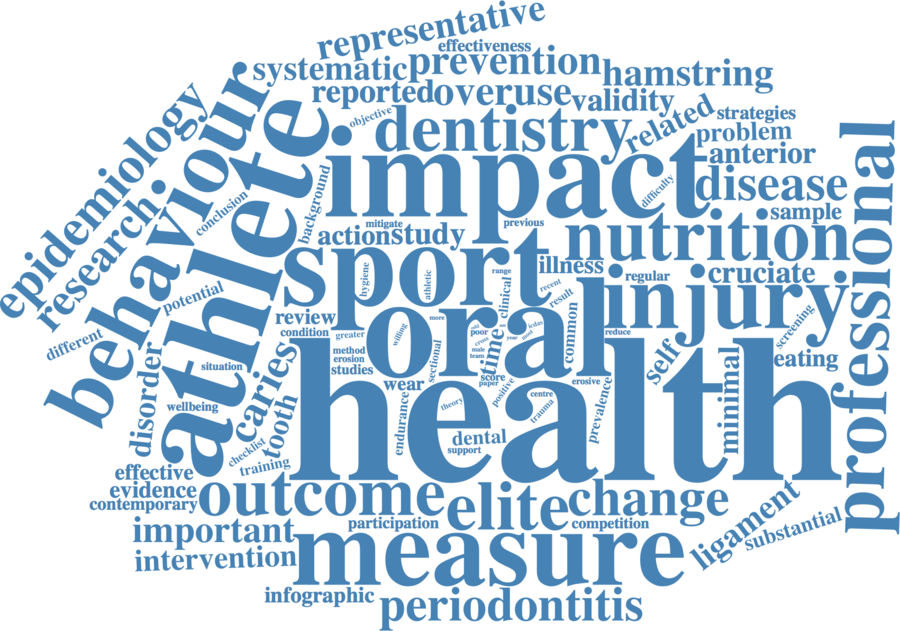 representative
effectiveness
systematic
prevention
hamstring
reported
overuse
validity
related
strategies
objective
dentistry
problem
epidemiology
behaviour
athlete
impact
anterior
research
conclusion
background
difficulty
disease
professional
mitigate
previous
sample
action
study
nutrition
sport
hygiene
athletic
range
clinical
illness
recent
regular
cruciate
potential
result
injury
screening
review
oral
condition
greater
willing
more
poor
common
reduce
different
method
erosion
studies
sectional
cross
male
team
year
icdas
time
self
eating
situation
disorder
caries
tooth
health
wear
score
paper
positive
erosive
centre
minimal
wellbeing
endurance
theory
trauma
prevalence
checklist
training
dental
support
effective
evidence
contemporary
outcome
elite
change
ligament
substantial
important
participation
competition
intervention
measure
infographic
periodontitis